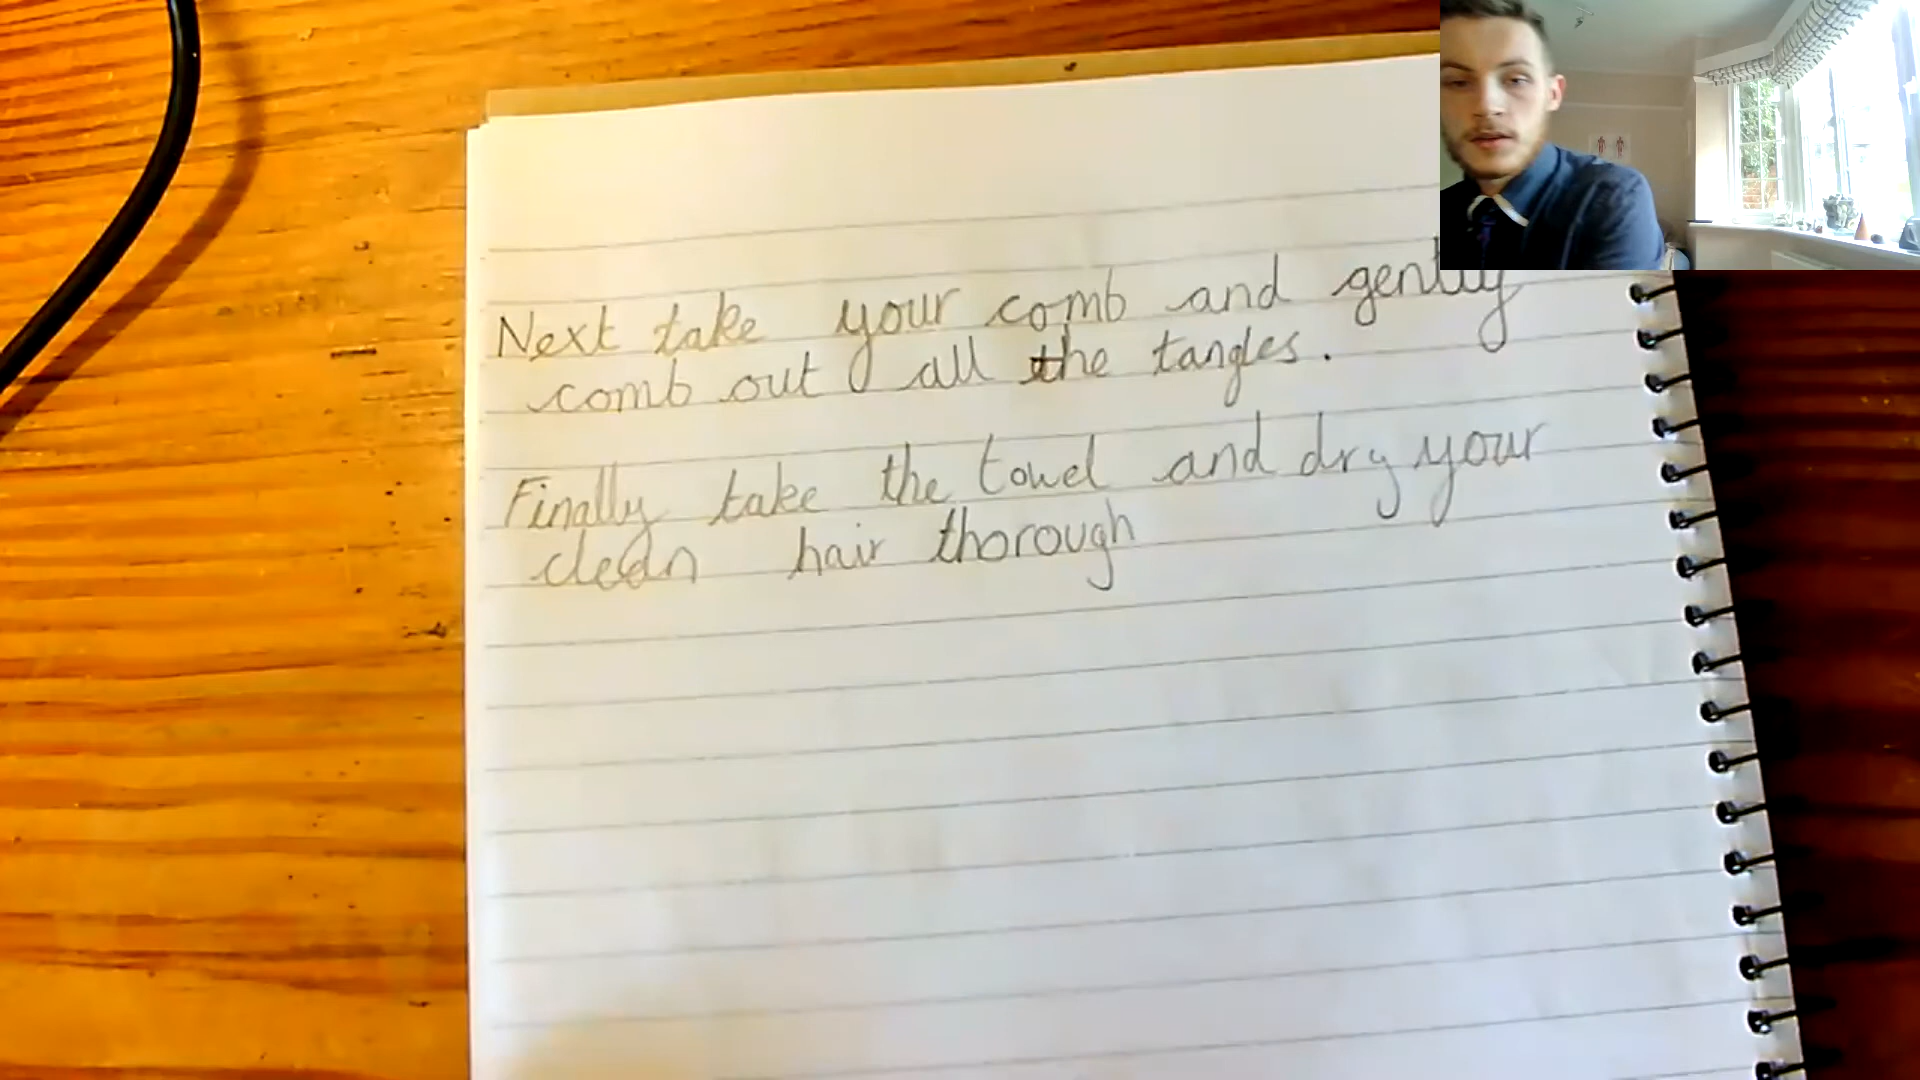 Next take your comb and gently
comb out all the tangles.
Finally take the towel and dry your
clean hair thorough